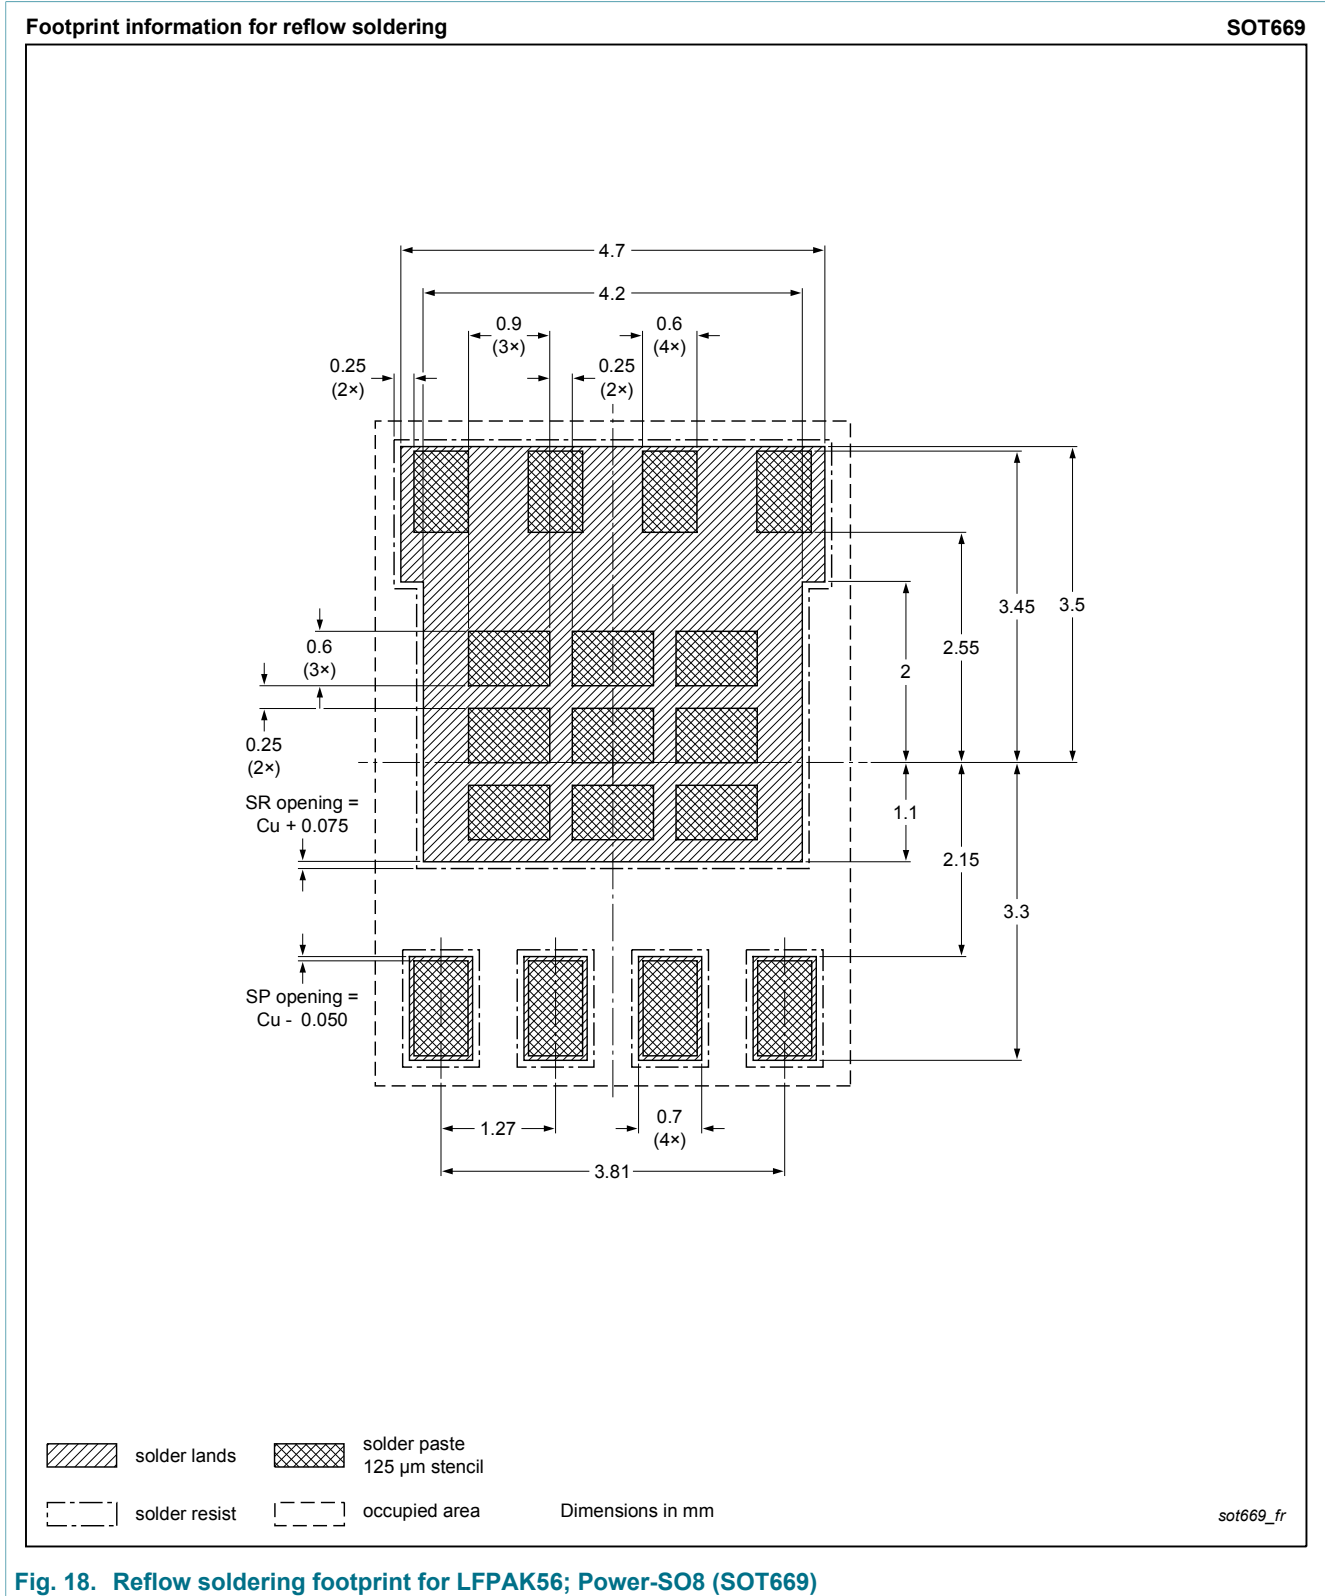 Footprint information for reflow soldering
SOT669
4.7
4.2
0.9
(3×)
0.6
(4×)
0.25
(2×)
0.25
(2×)
3.45
3.5
2.55
2
0.6
(3×)
0.25
(2×)
SR opening =
Cu + 0.075
1.1
2.15
3.3
SP opening =
Cu - 0.050
1.27
0.7
(4×)
3.81
solder lands
solder paste
125 µm stencil
solder resist
occupied area
Dimensions in mm
sot669_fr
Fig. 18. Reflow soldering footprint for LFPAK56; Power-SO8 (SOT669)